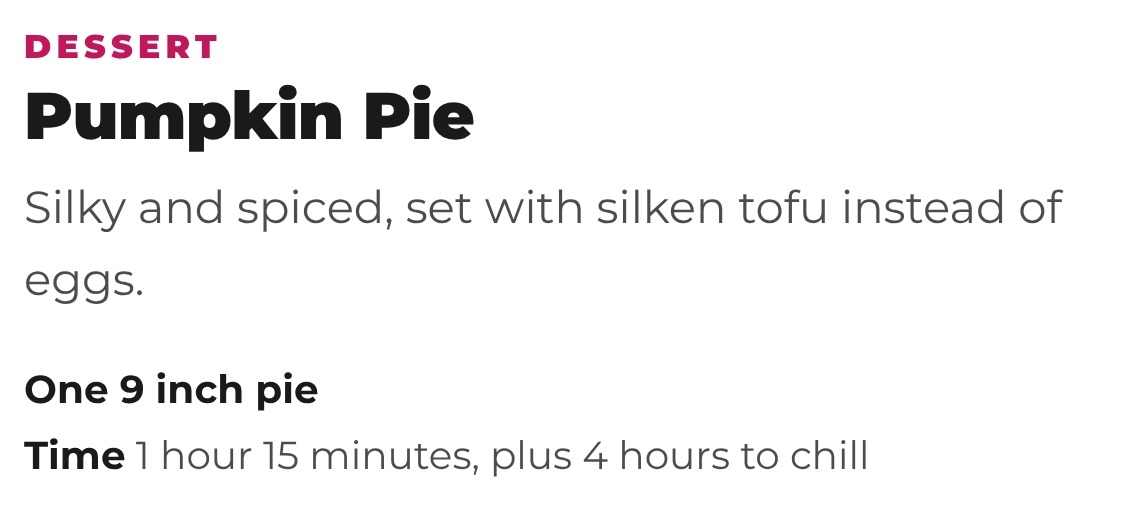 DESSERT
Pumpkin Pie
Silky and spiced, set with silken tofu instead of
eggs.
One 9 inch pie
Time 1 hour 15 minutes, plus 4 hours to chill